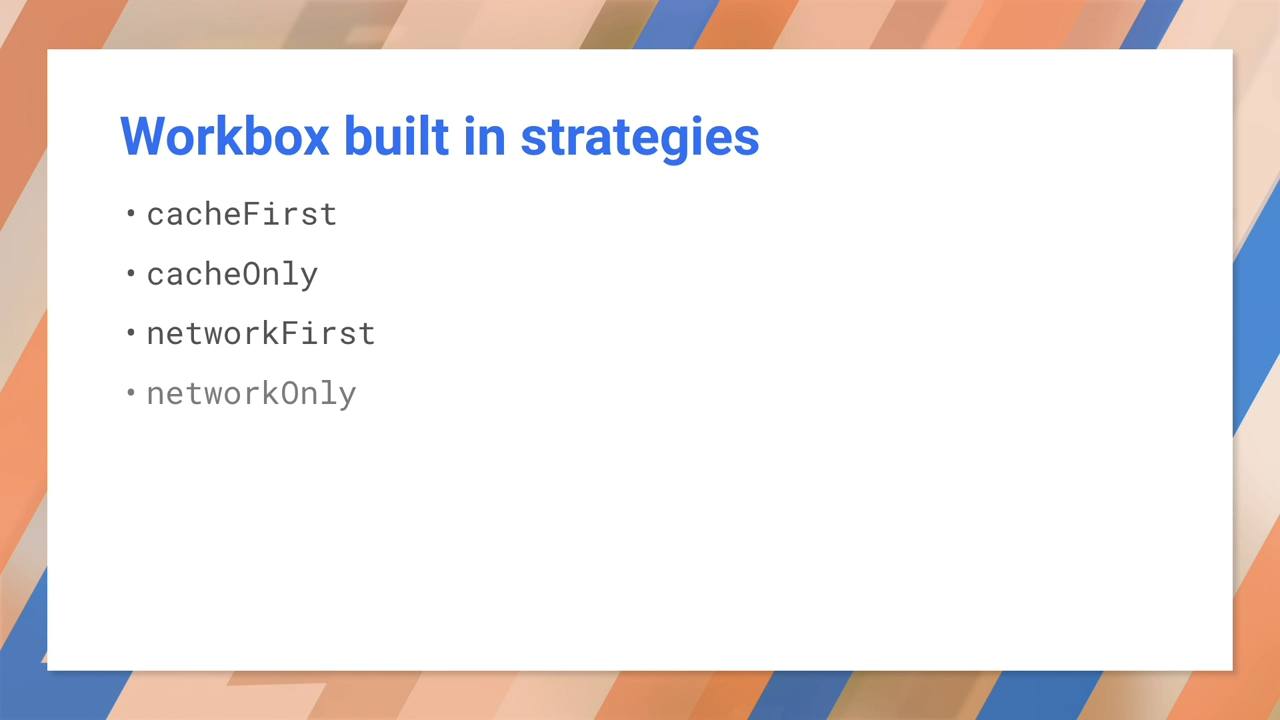 Workbox built in strategies
• cacheFirst
• cacheOnly
• networkFirst
• networkOnly